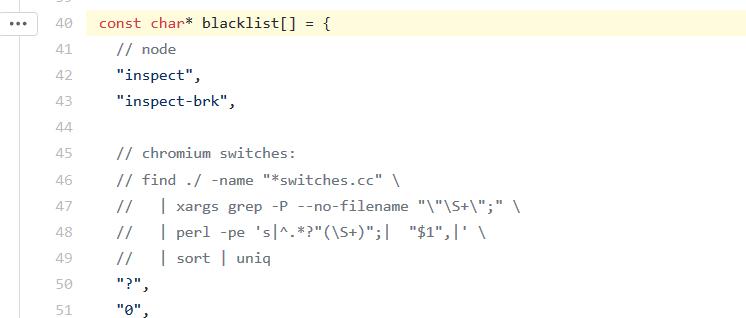 40 const char* blacklist[] = {
41 // node
42 "inspect",
43 "inspect-brk",
44
45 // chromium switches:
46 // find ./ -name "*switches.cc" \
47 //   | xargs grep -P --no-filename "\"\S+\";" \
48 //   | perl -pe 's|^.*?"(\S+)";|  "$1",|' \
49 //   | sort | uniq
50 "?",
51 "0",